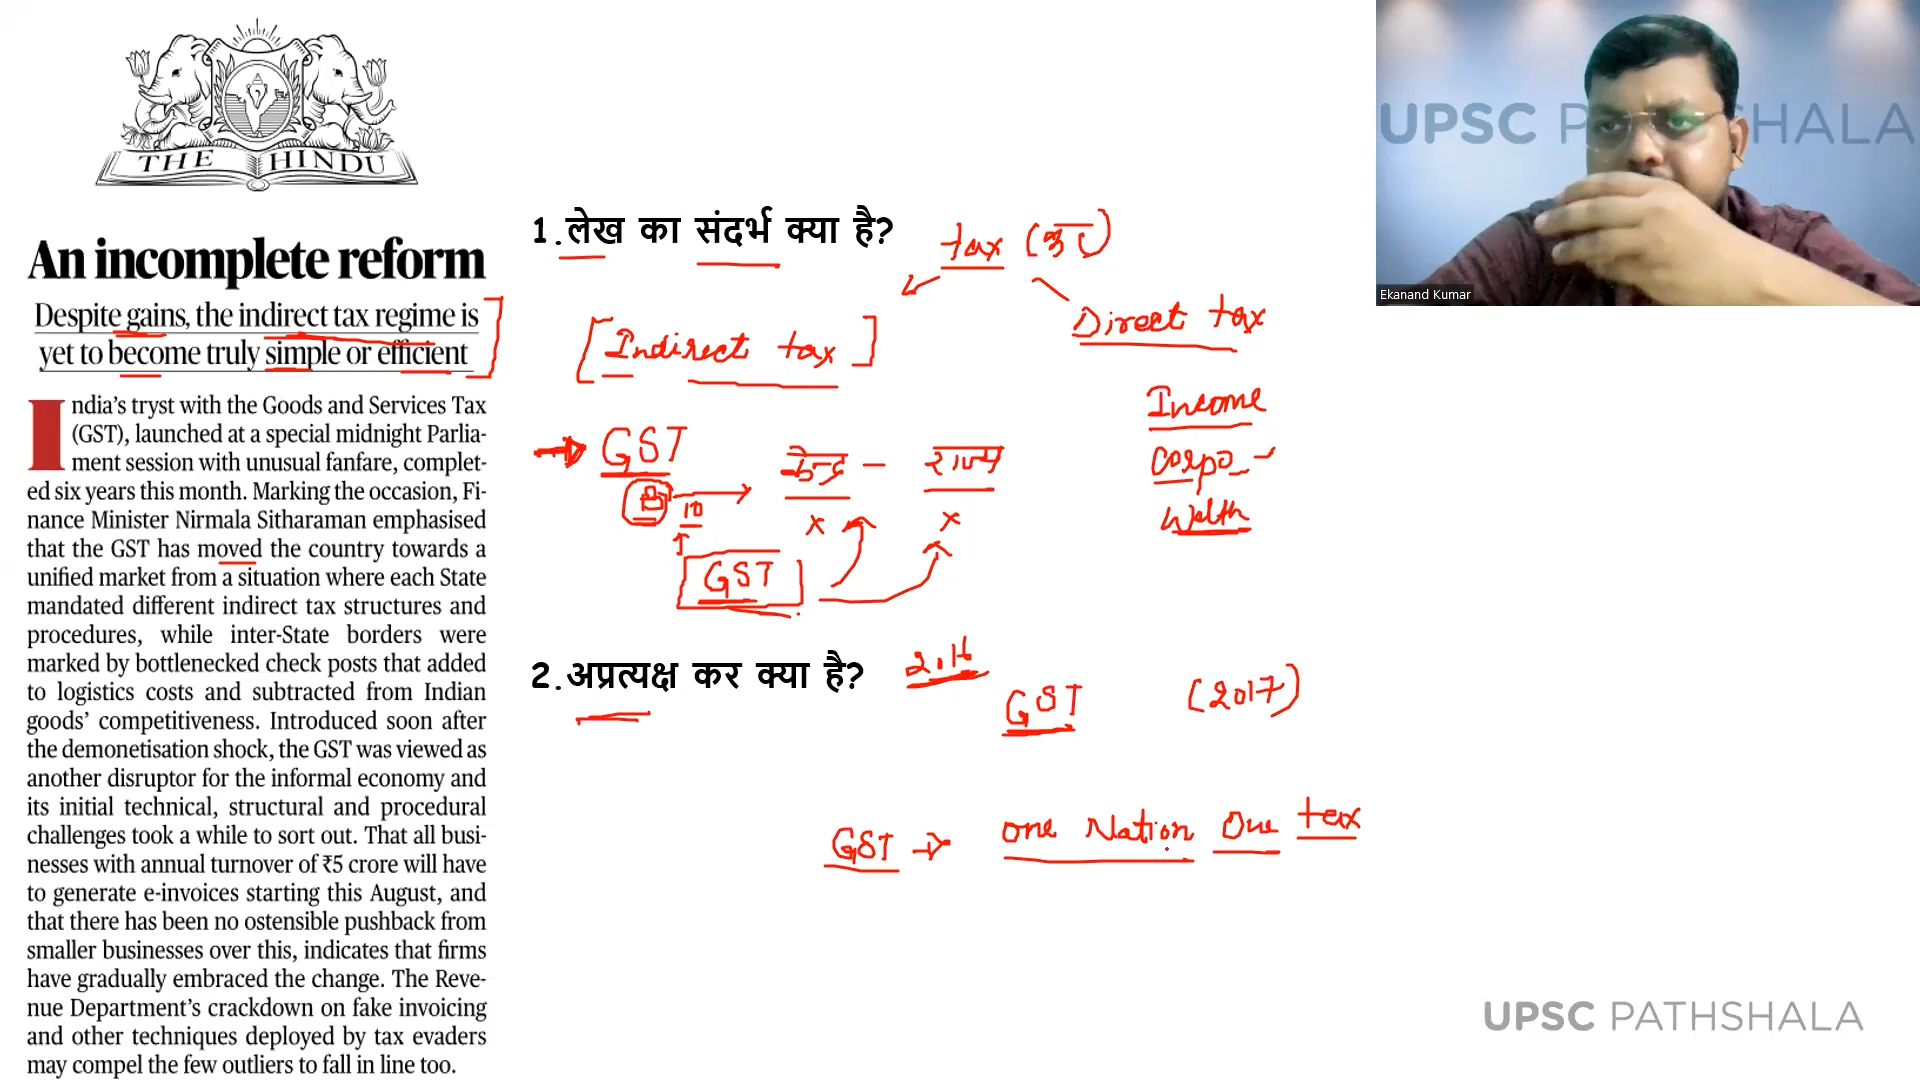 THE HINDU
An incomplete reform
Despite gains, the indirect tax regime is
yet to become truly simple or efficient
India’s tryst with the Goods and Services Tax
(GST), launched at a special midnight Parlia-
ment session with unusual fanfare, complet-
ed six years this month. Marking the occasion, Fi-
nance Minister Nirmala Sitharaman emphasised
that the GST has moved the country towards a
unified market from a situation where each State
mandated different indirect tax structures and
procedures, while inter-State borders were
marked by bottlenecked check posts that added
to logistics costs and subtracted from Indian
goods’ competitiveness. Introduced soon after
the demonetisation shock, the GST was viewed as
another disruptor for the informal economy and
its initial technical, structural and procedural
challenges took a while to sort out. That all busi-
nesses with annual turnover of ₹5 crore will have
to generate e-invoices starting this August, and
that there has been no ostensible pushback from
smaller businesses over this, indicates that firms
have gradually embraced the change. The Reve-
nue Department’s crackdown on fake invoicing
and other techniques deployed by tax evaders
may compel the few outliers to fall in line too.
1.लेख का संदर्भ क्या है?
tax (कर)
[Indirect tax]
Direct tax
Income
Corpo
GST
केन्द्र – राज्य
x x
10
GST
2.अप्रत्यक्ष कर क्या है?
2016
GST (2017)
GST → One Nation One tax
UPSC PATHSHALA
Ekanand Kumar
UPSC PATHSHALA